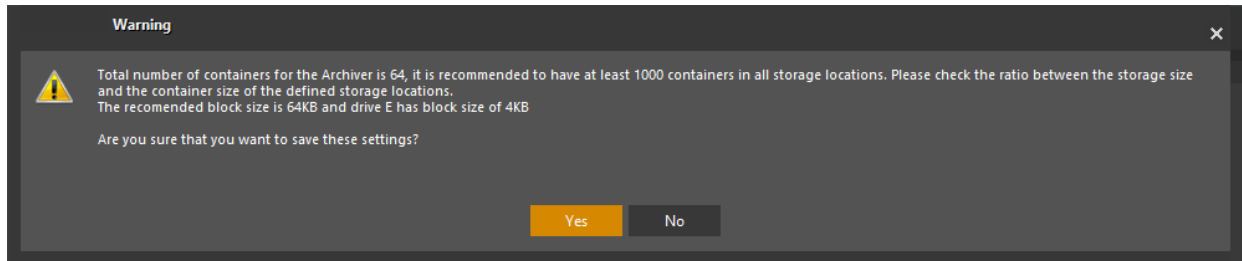 Warning
Total number of containers for the Archiver is 64, it is recommended to have at least 1000 containers in all storage locations. Please check the ratio between the storage size
and the container size of the defined storage locations.
The recomended block size is 64KB and drive E has block size of 4KB
Are you sure that you want to save these settings?
Yes No